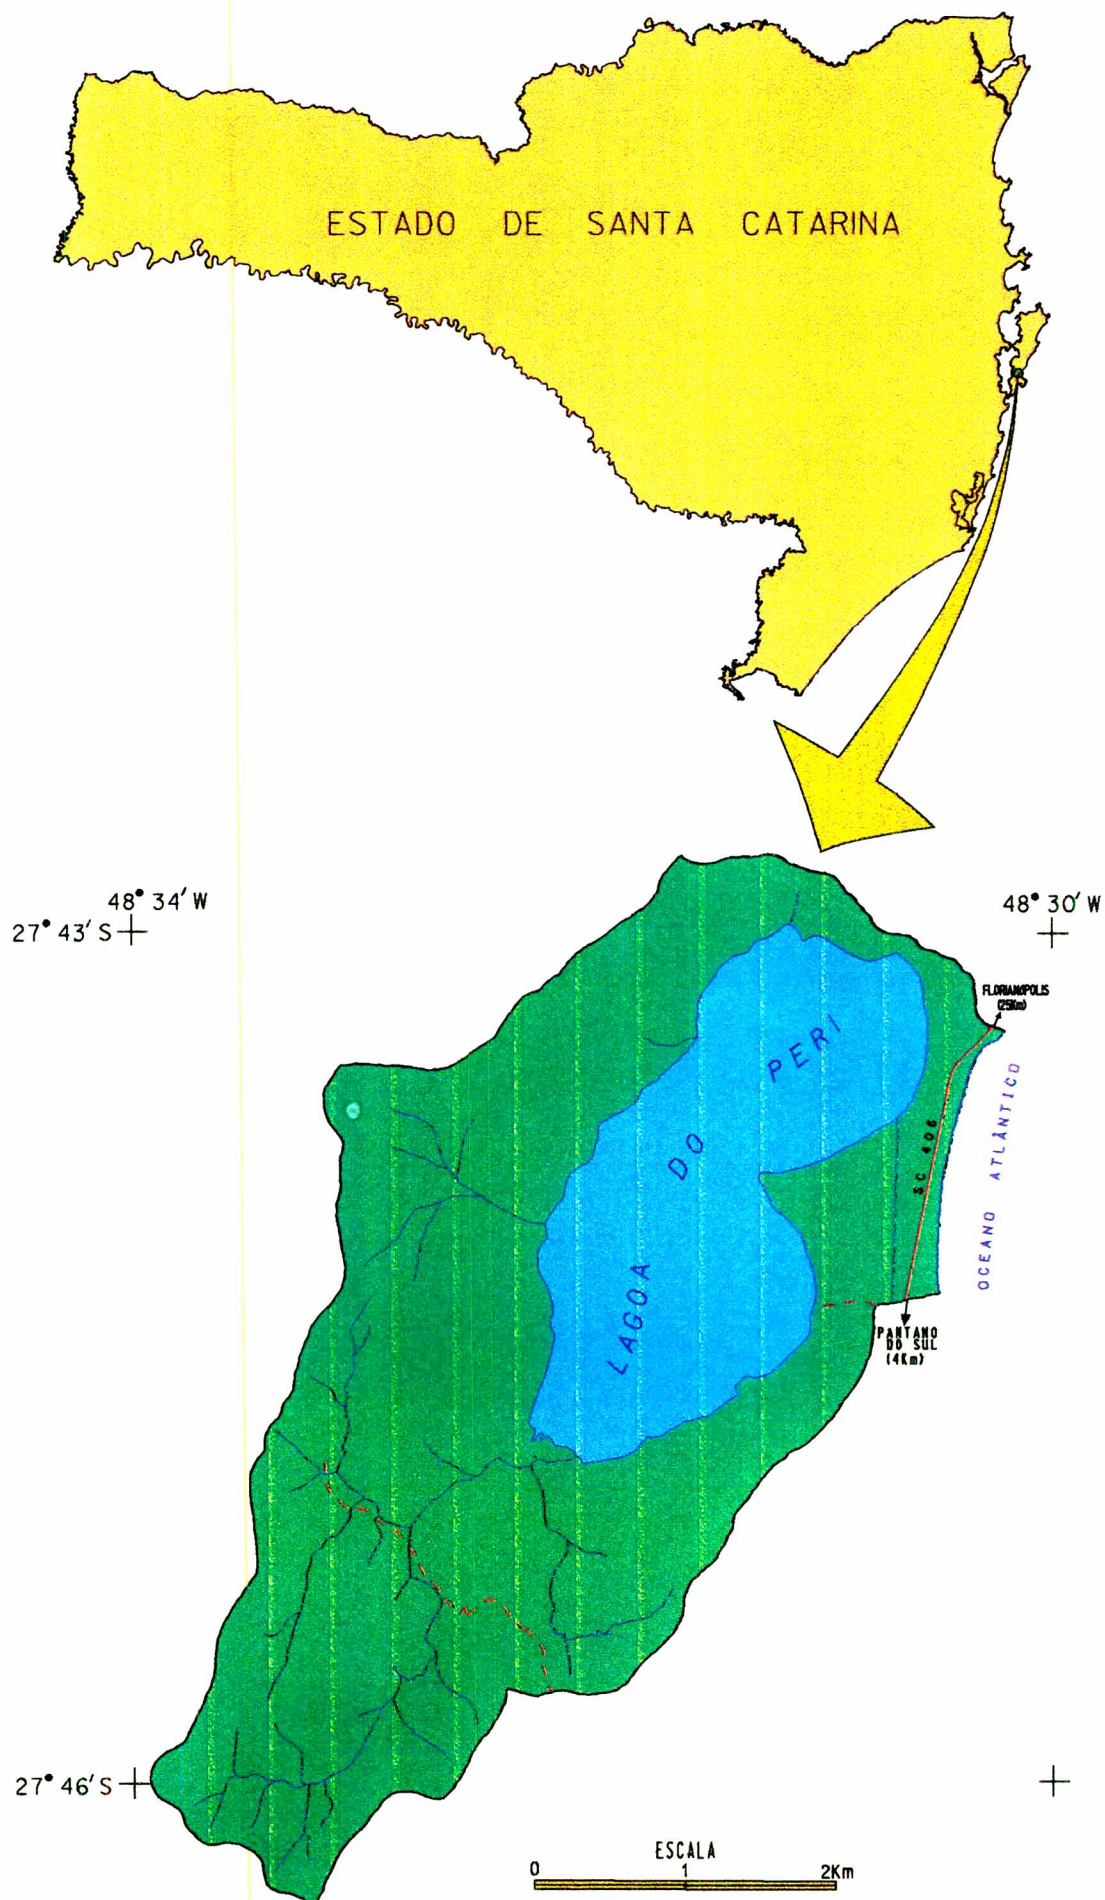 ESTADO DE SANTA CATARINA
48° 34' W
48° 30' W
27° 43' S
FLORIANÓPOLIS
(25Km)
LAGOA DO PERI
SC 406
OCEANO ATLÂNTICO
PANTANO
DO SUL
(4Km)
27° 46' S
ESCALA
0 1 2Km